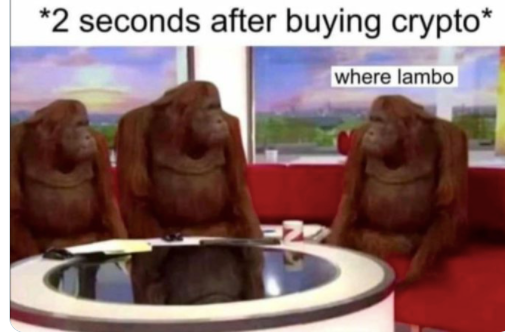 *2 seconds after buying crypto*
where lambo